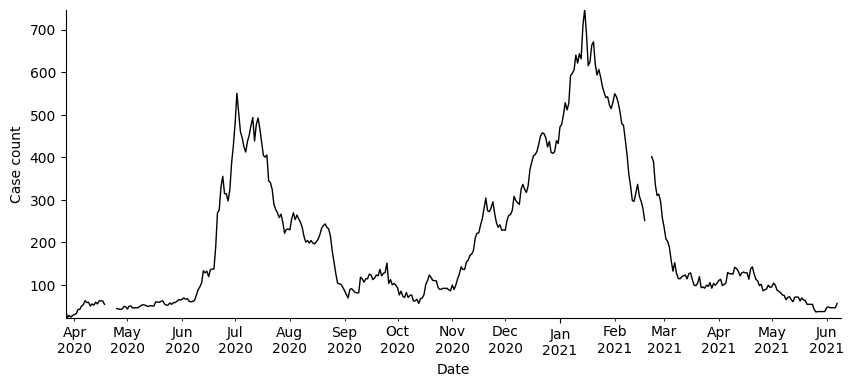 700
600
500
400
300
200
100
Case count
Apr May Jun Jul Aug Sep Oct Nov Dec Jan Feb Mar Apr May Jun
2020 2020 2020 2020 2020 2020 2020 2020 2020 2021 2021 2021 2021 2021 2021
Date